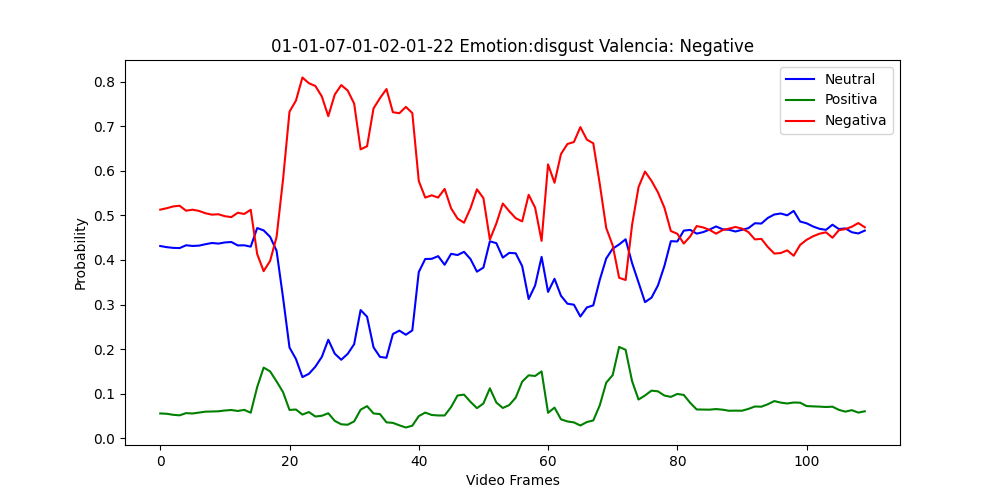 01-01-07-01-02-01-22 Emotion:disgust Valencia: Negative
Neutral
Positiva
Negativa
0.8
0.7
0.6
0.5
0.4
0.3
0.2
0.1
0.0
Probability
0 20 40 60 80 100
Video Frames